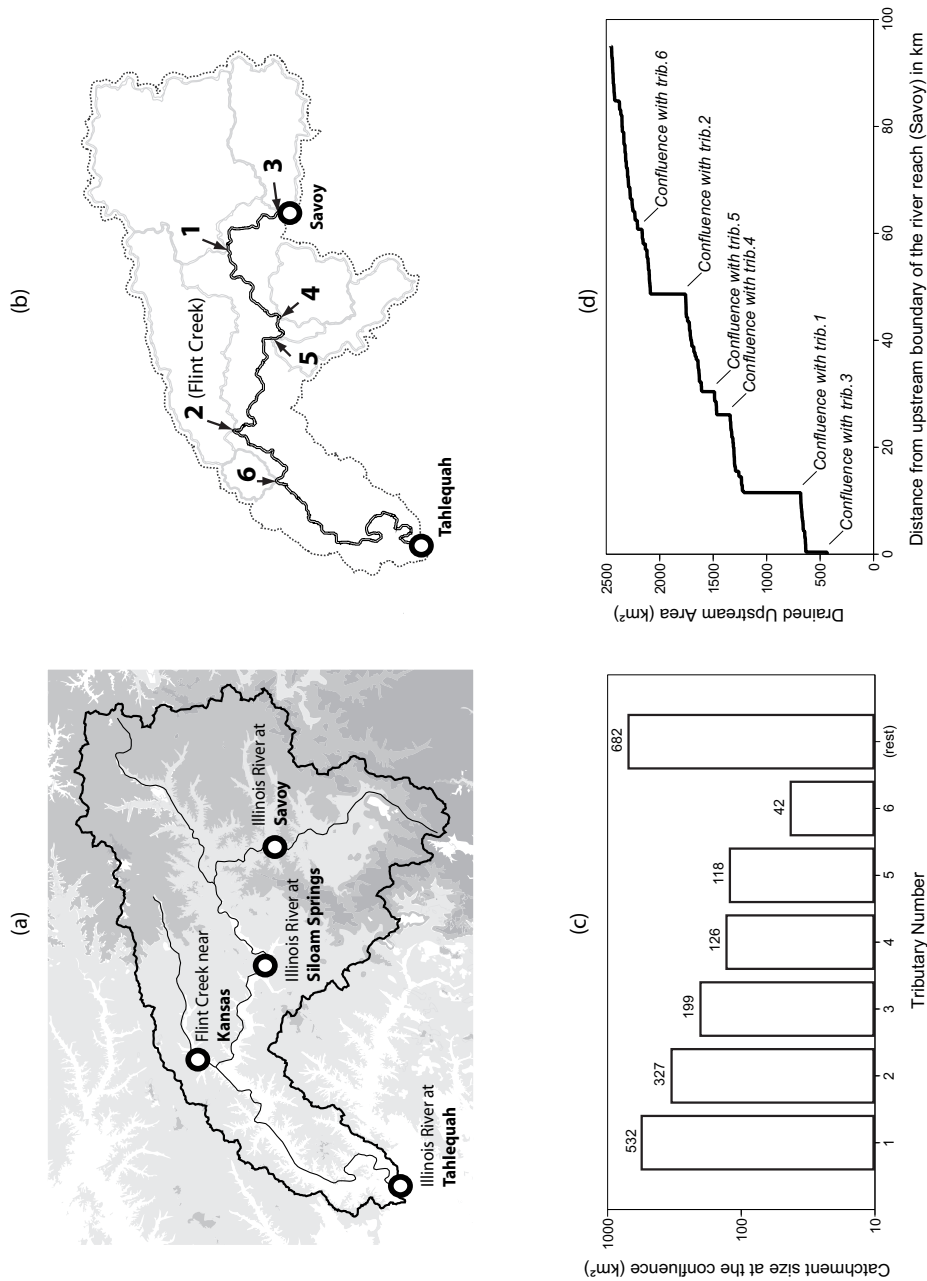 (a)
Flint Creek near
Kansas
Illinois River at
Savoy
Illinois River at
Siloam Springs
Illinois River at
Tahlequah
(b)
2 (Flint Creek)
1
3
6
5
4
Savoy
Tahlequah
(c)
Catchment size at the confluence (km²)
1000
100
10
532
327
199
126
118
42
682
1
2
3
4
5
6
(rest)
Tributary Number
(d)
Drained Upstream Area (km²)
2500
2000
1500
1000
500
0
Confluence with trib.6
Confluence with trib.2
Confluence with trib.5
Confluence with trib.4
Confluence with trib.1
Confluence with trib.3
0
20
40
60
80
100
Distance from upstream boundary of the river reach (Savoy) in km